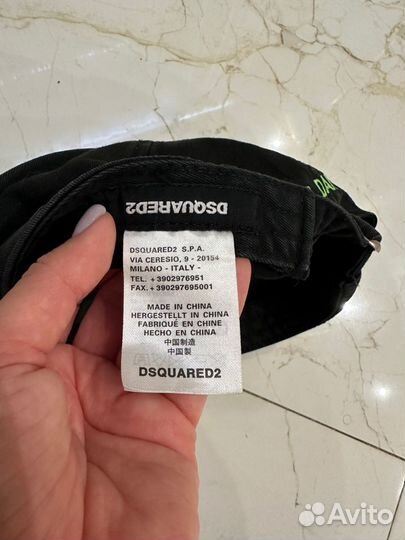 DSQUARED2
DA
DSQUARED2 S.P.A.
VIA CERESIO, 9 - 20154
MILANO - ITALY -
TEL. +3902976951
FAX. +390297695001
MADE IN CHINA
HERGESTELLT IN CHINA
FABRIQUÉ EN CHINE
HECHO EN CHINA
中国制造
中国製
DSQUARED2
Avito